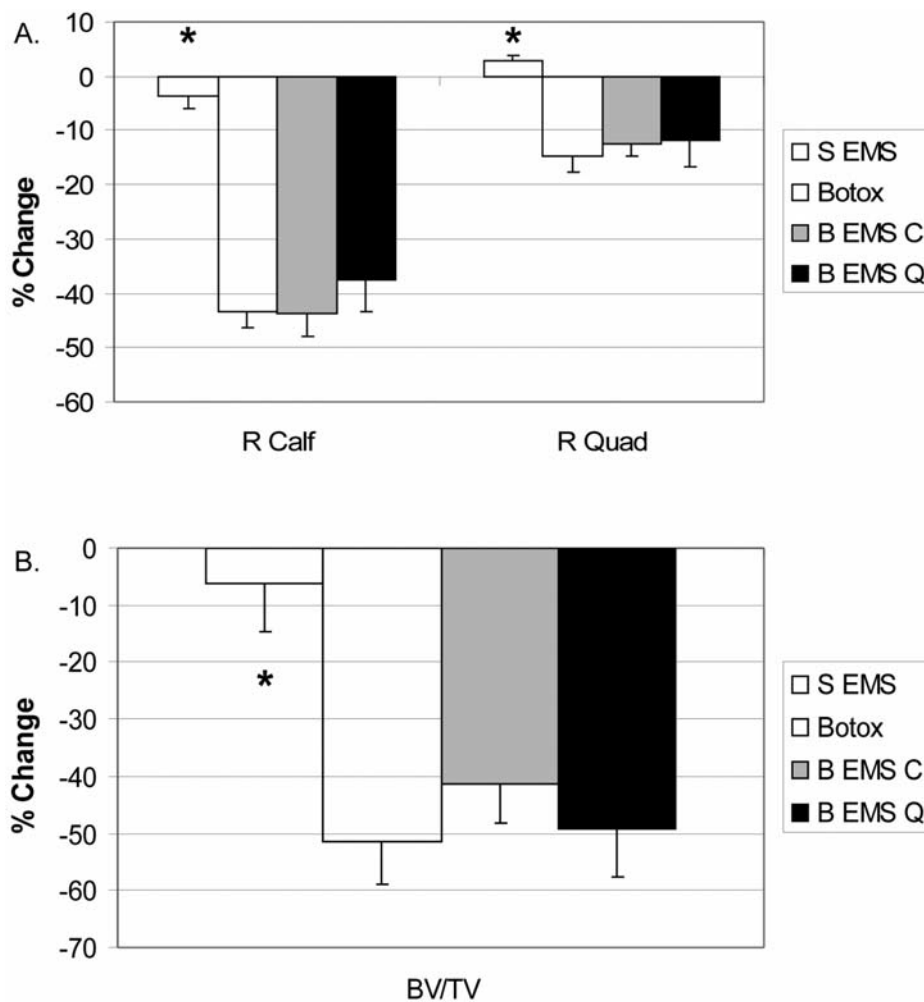 A.
*
*
10
0
-10
-20
-30
-40
-50
-60
% Change
R Calf
R Quad
S EMS
Botox
B EMS C
B EMS Q
B.
*
0
-10
-20
-30
-40
-50
-60
-70
% Change
BV/TV
S EMS
Botox
B EMS C
B EMS Q